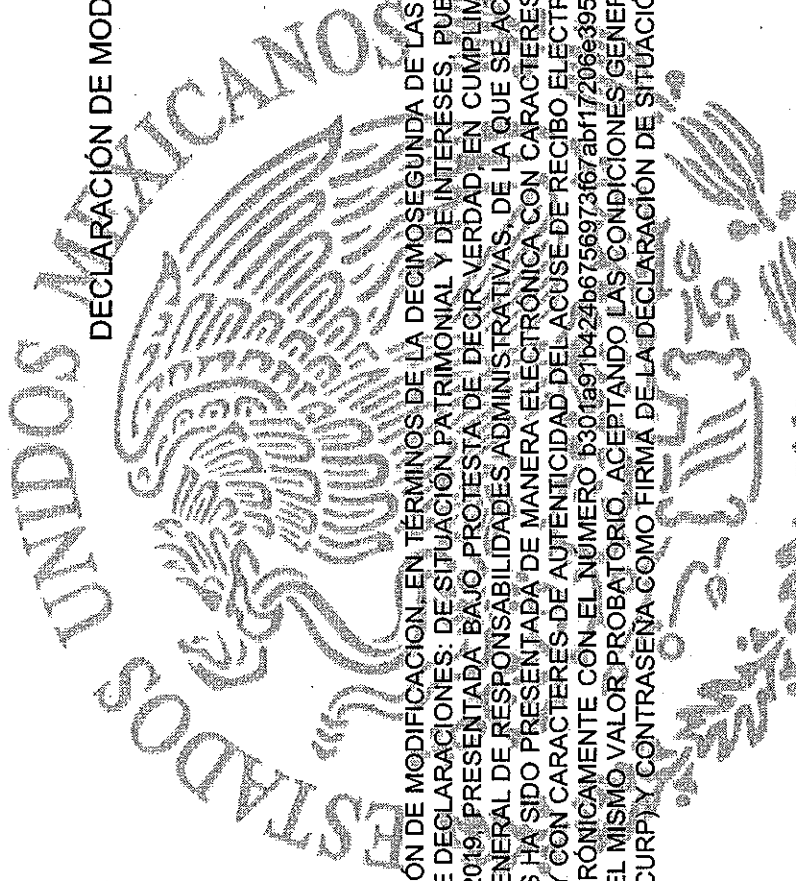 ESTADOS UNIDOS MEXICANOS
DECLARACIÓN DE MOD
ÓN DE MODIFICACIÓN, EN TÉRMINOS DE LA DECIMOSEGUNDA DE LAS
E DECLARACIONES: DE SITUACIÓN PATRIMONIAL Y DE INTERESES, PUB
2019, PRESENTADA BAJO PROTESTA DE DECIR VERDAD, EN CUMPLIM
ENERAL DE RESPONSABILIDADES ADMINISTRATIVAS, DE LA QUE SE AC
S HA SIDO PRESENTADA DE MANERA ELECTRÓNICA CON CARACTERES
Y CON CARACTERES DE AUTENTICIDAD DEL ACUSE DE RECIBO ELECTR
RÓNICAMENTE CON EL NÚMERO b301a91b424b6756973f67abf17206e395
EL MISMO VALOR PROBATORIO, ACEPTANDO LAS CONDICIONES GENER
CURP) Y CONTRASEÑA COMO FIRMA DE LA DECLARACIÓN DE SITUACIÓ